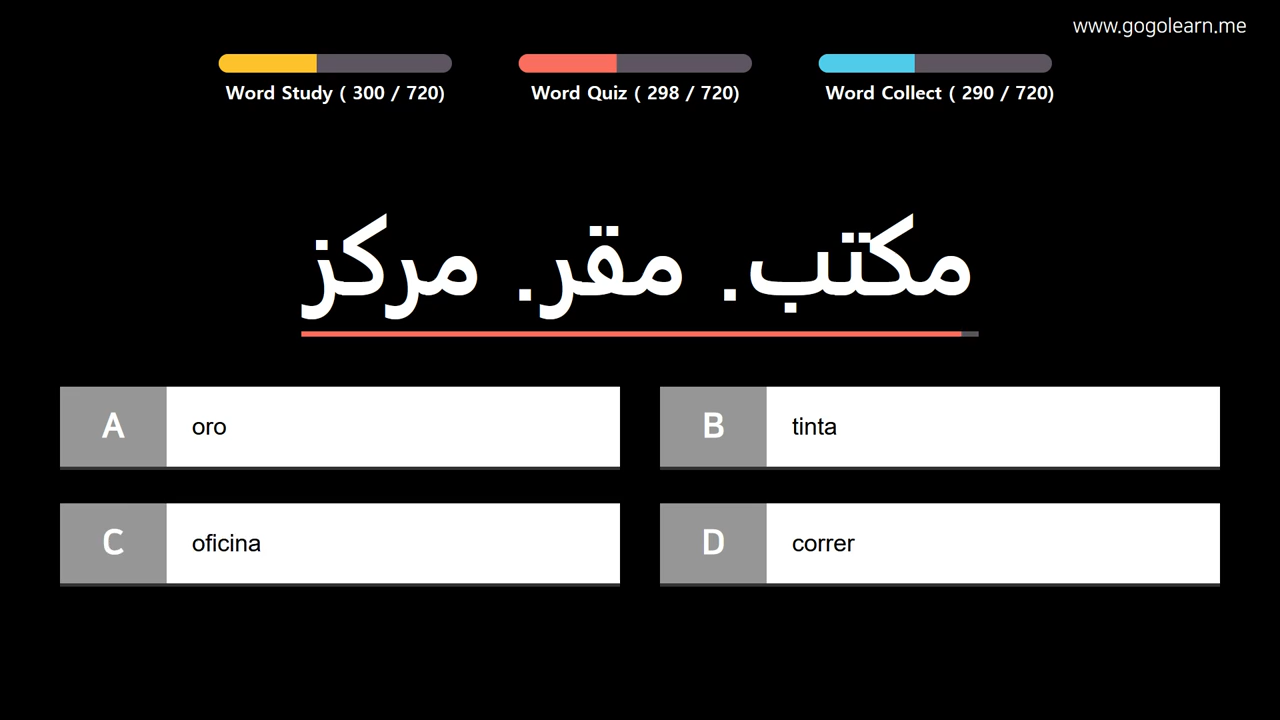 www.gogolearn.me
Word Study ( 300 / 720)
Word Quiz ( 298 / 720)
Word Collect ( 290 / 720)
مكتب. مقر. مركز
A oro
B tinta
C oficina
D correr